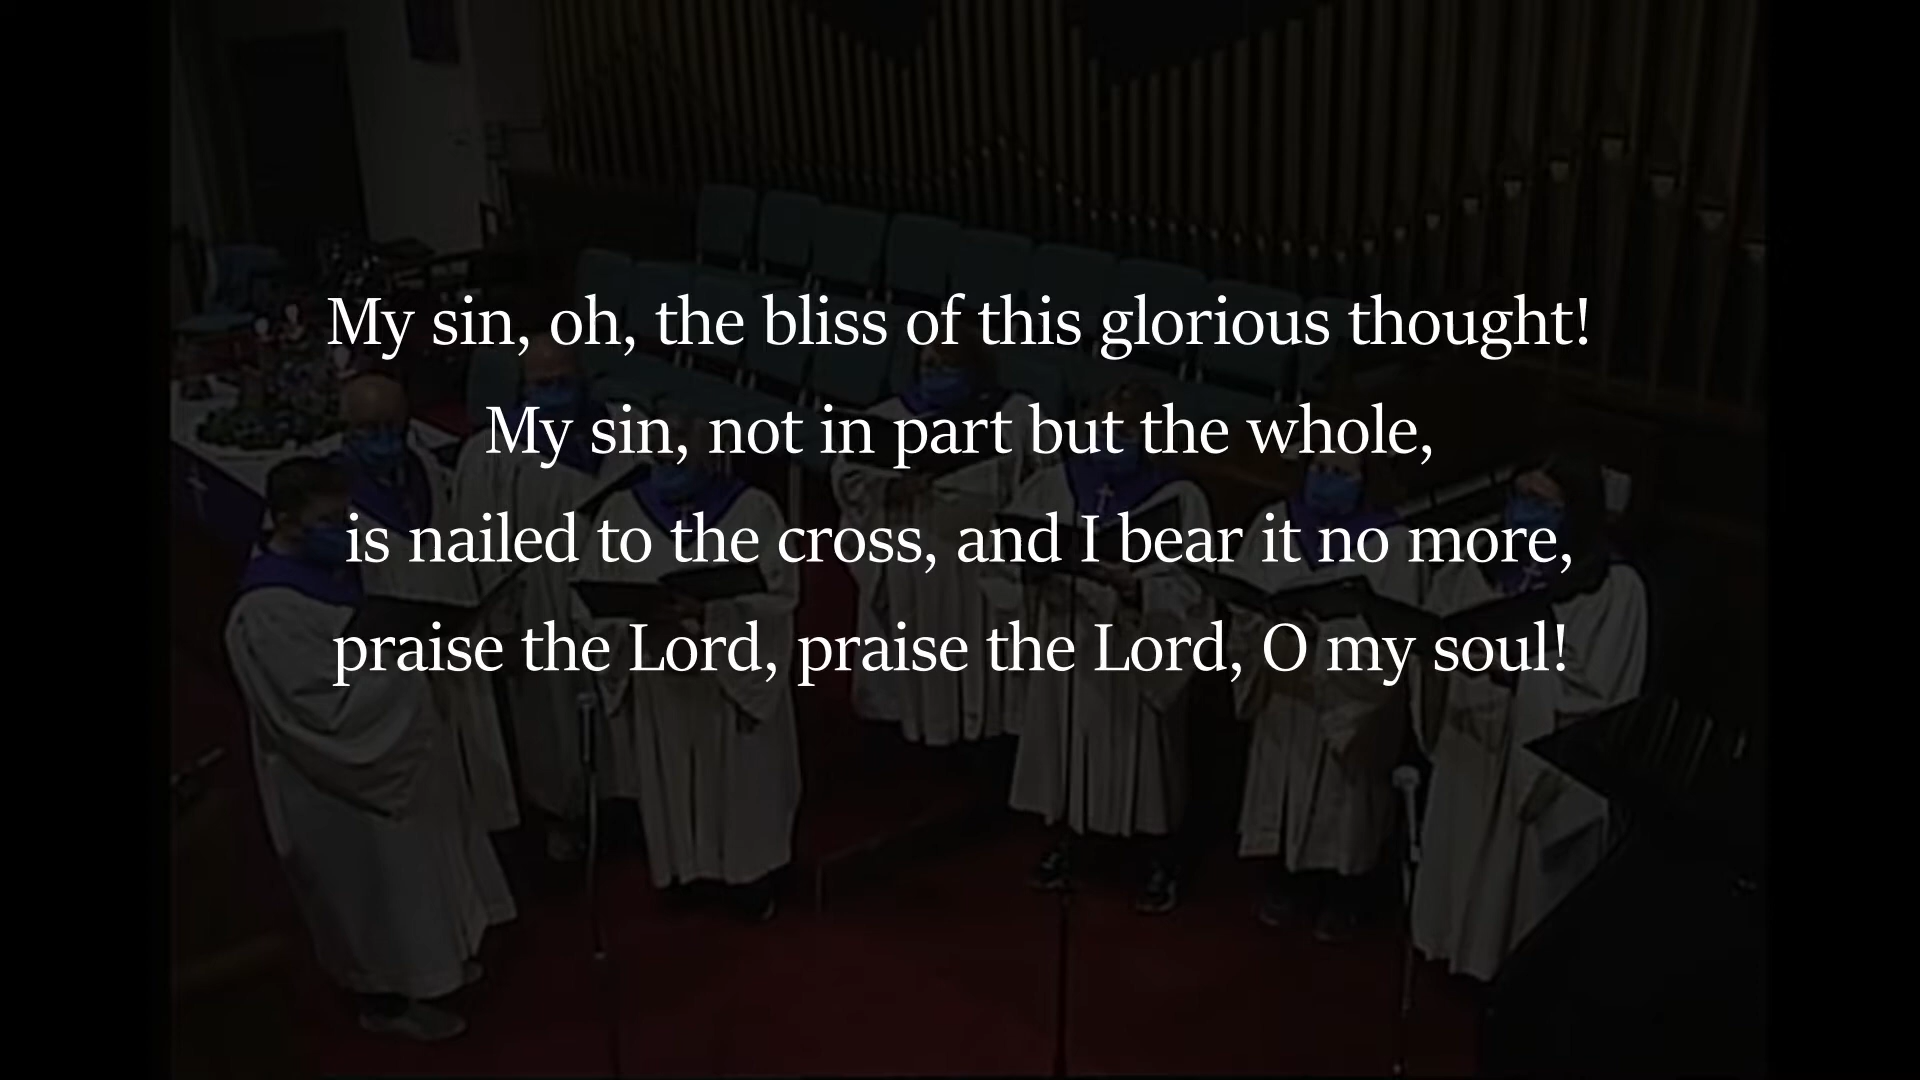 My sin, oh, the bliss of this glorious thought!
My sin, not in part but the whole,
is nailed to the cross, and I bear it no more,
praise the Lord, praise the Lord, O my soul!